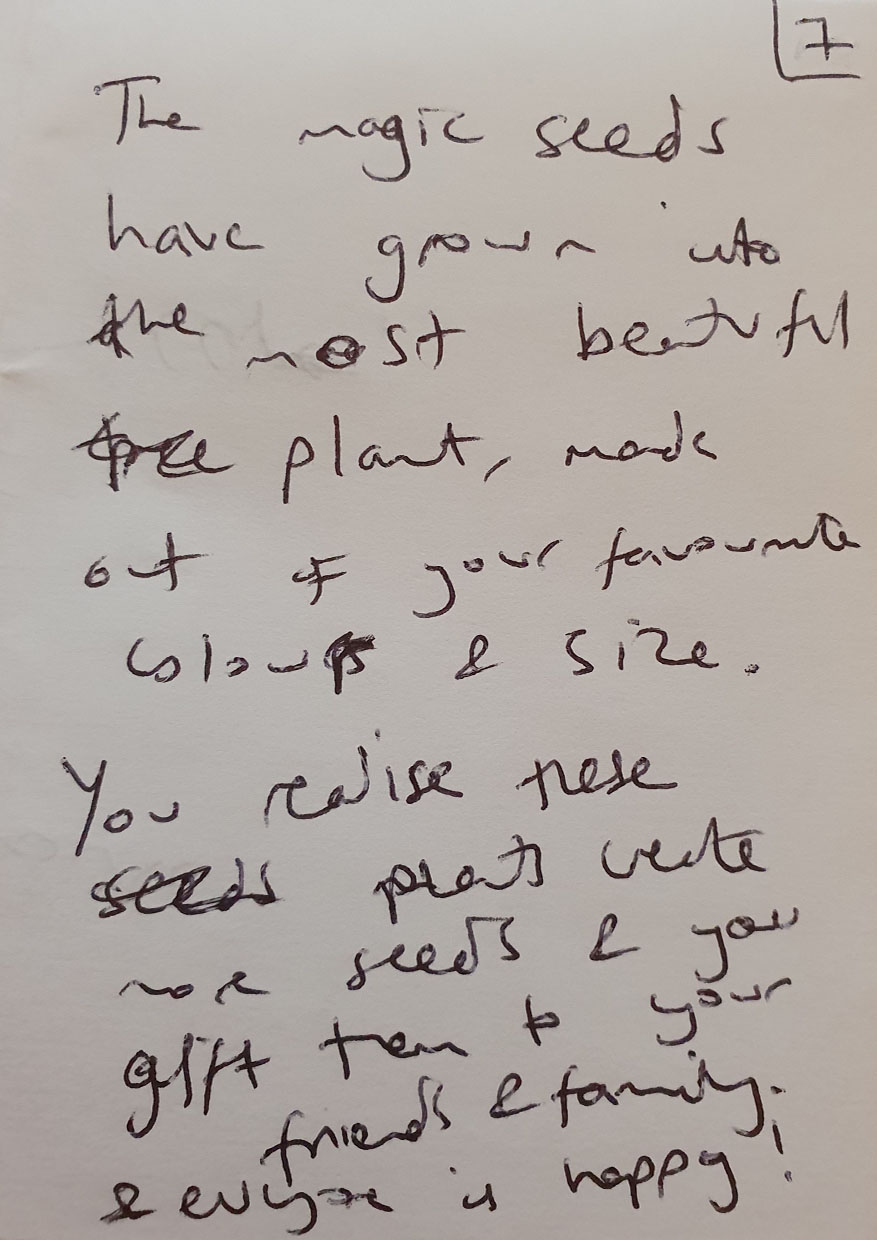 7
The magic seeds
have grown into
the most beautiful
tree plant, made
out of your favourite
colours & size.
You realise these
seeds plants create
more seeds & you
gift them to your
friends & family.
& everyone is happy!